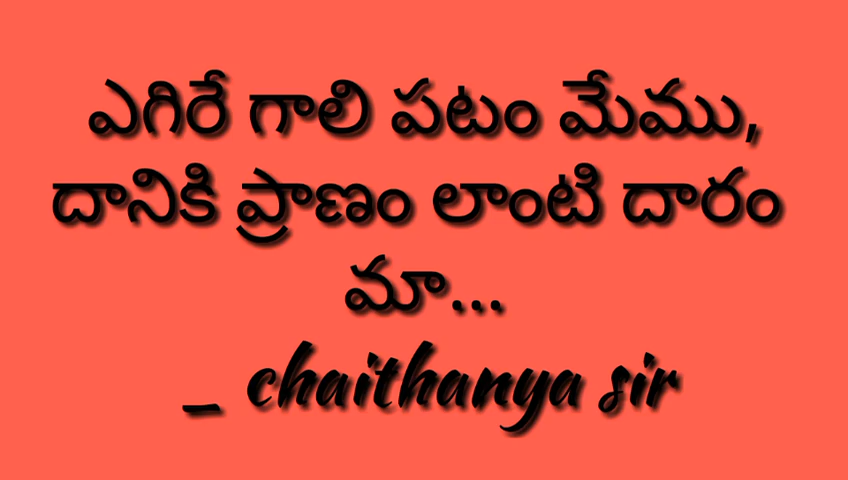 ఎగిరే గాలి పటం మేము,
దానికి ప్రాణం లాంటి దారం
మా...
_ chaithanya sir